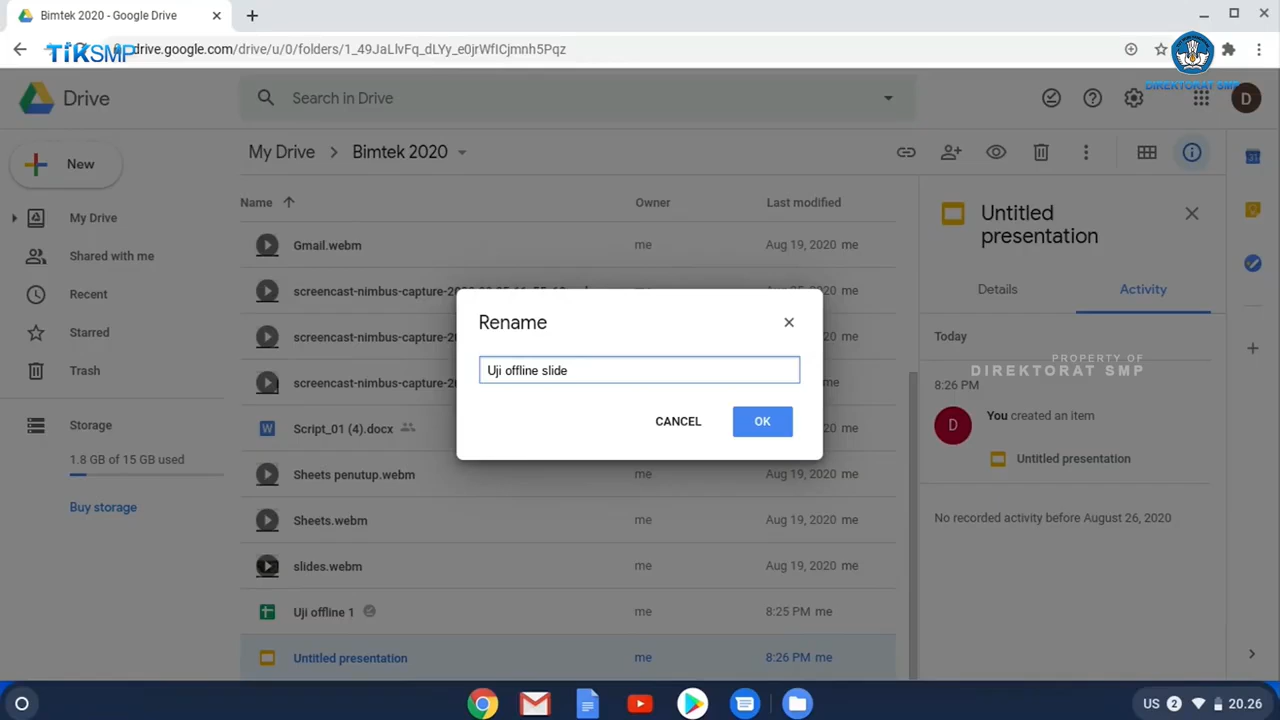 Bimtek 2020 - Google Drive
TIKSMP
drive.google.com/drive/u/0/folders/1_49JaLlvFq_dLYy_e0jrWfICjmnh5Pqz
DIREKTORAT SMP
Drive
Search in Drive
D
New
My Drive
Bimtek 2020
Name
Owner
Last modified
Untitled
presentation
My Drive
Shared with me
Recent
Starred
Trash
Storage
1.8 GB of 15 GB used
Buy storage
Gmail.webm
me
Aug 19, 2020 me
screencast-nimbus-capture-
me
screencast-nimbus-capture-
screencast-nimbus-capture-
me
Script_01 (4).docx
Sheets penutup.webm
me
Aug 19, 2020 me
Sheets.webm
me
Aug 19, 2020 me
slides.webm
me
Aug 19, 2020 me
Uji offline 1
me
8:25 PM me
Untitled presentation
me
8:26 PM me
Rename
Uji offline slide
CANCEL
OK
Details
Activity
Today
PROPERTY OF
DIREKTORAT SMP
8:26 PM
D
You created an item
Untitled presentation
No recorded activity before August 26, 2020
US 2 20.26